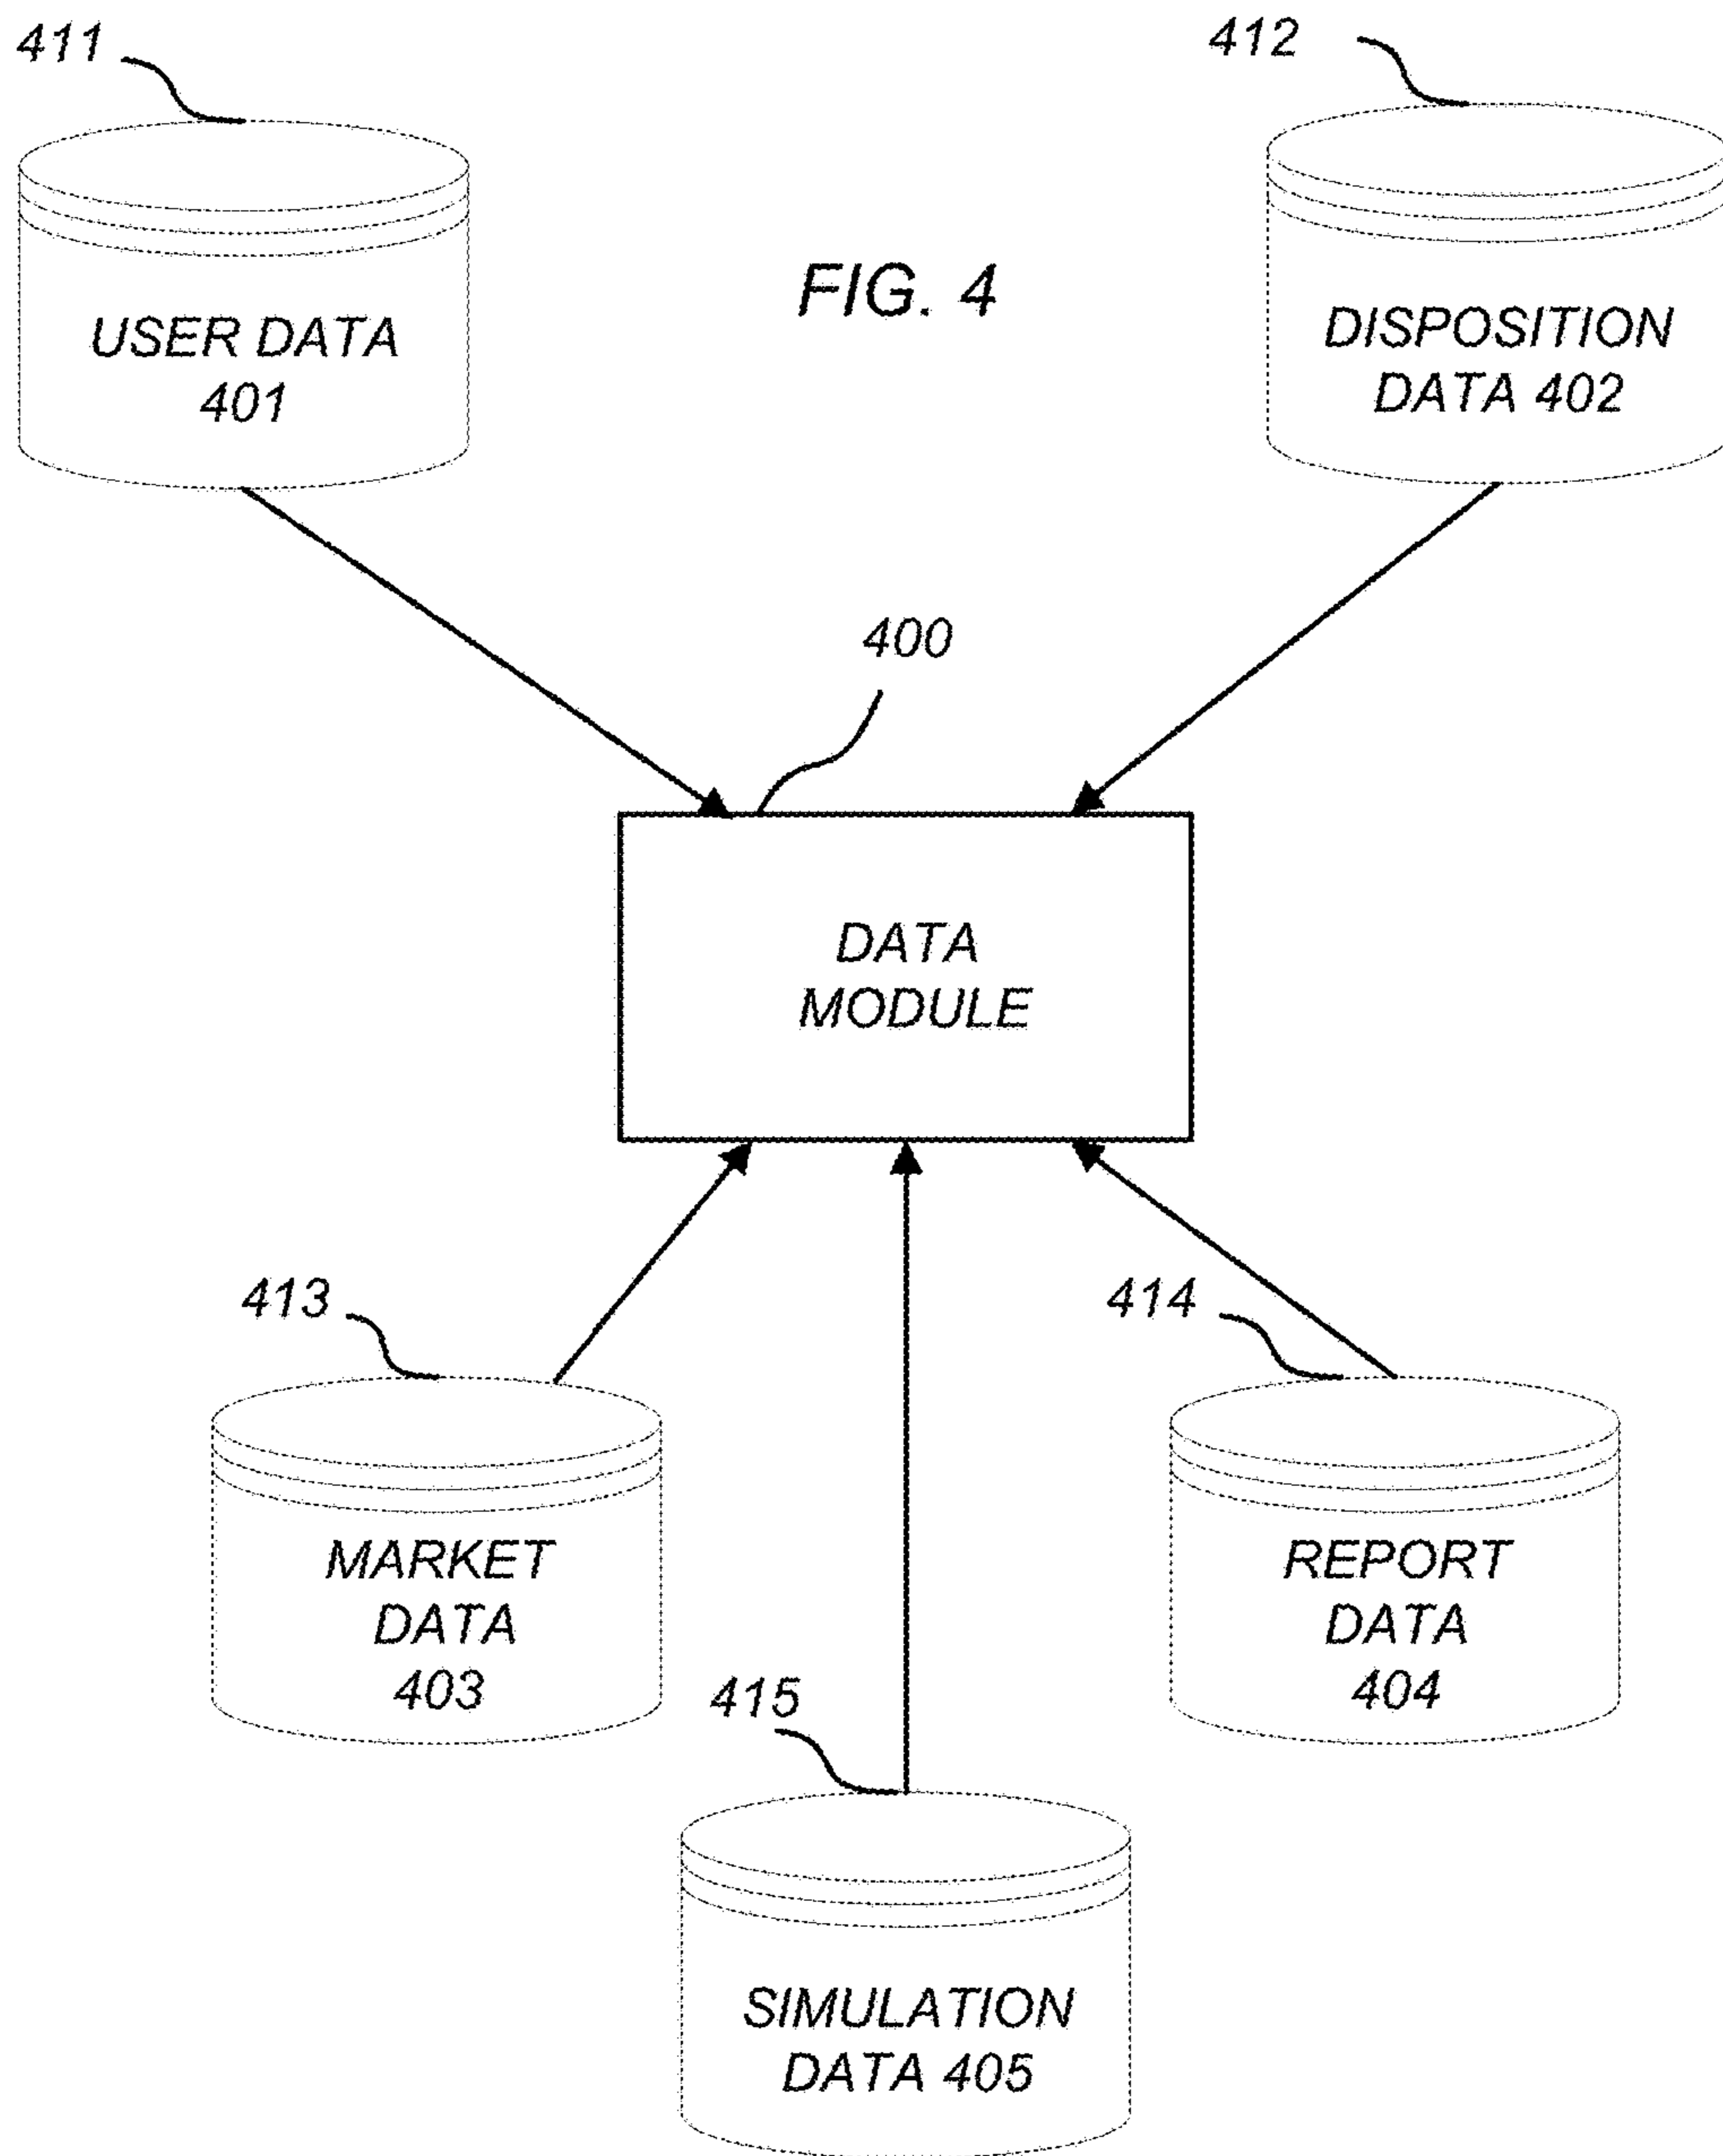 411
412
FIG. 4
USER DATA
401
DISPOSITION
DATA 402
400
DATA
MODULE
413
414
MARKET
DATA
403
REPORT
DATA
404
415
SIMULATION
DATA 405